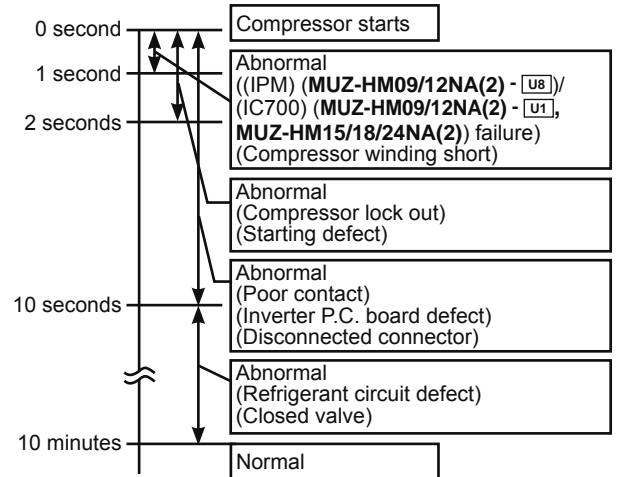 0 second
Compressor starts
1 second
Abnormal
((IPM) (MUZ-HM09/12NA(2) - U8)/
(IC700) (MUZ-HM09/12NA(2) - U1,
MUZ-HM15/18/24NA(2)) failure)
(Compressor winding short)
2 seconds
Abnormal
(Compressor lock out)
(Starting defect)
Abnormal
(Poor contact)
(Inverter P.C. board defect)
(Disconnected connector)
10 seconds
Abnormal
(Refrigerant circuit defect)
(Closed valve)
10 minutes
Normal